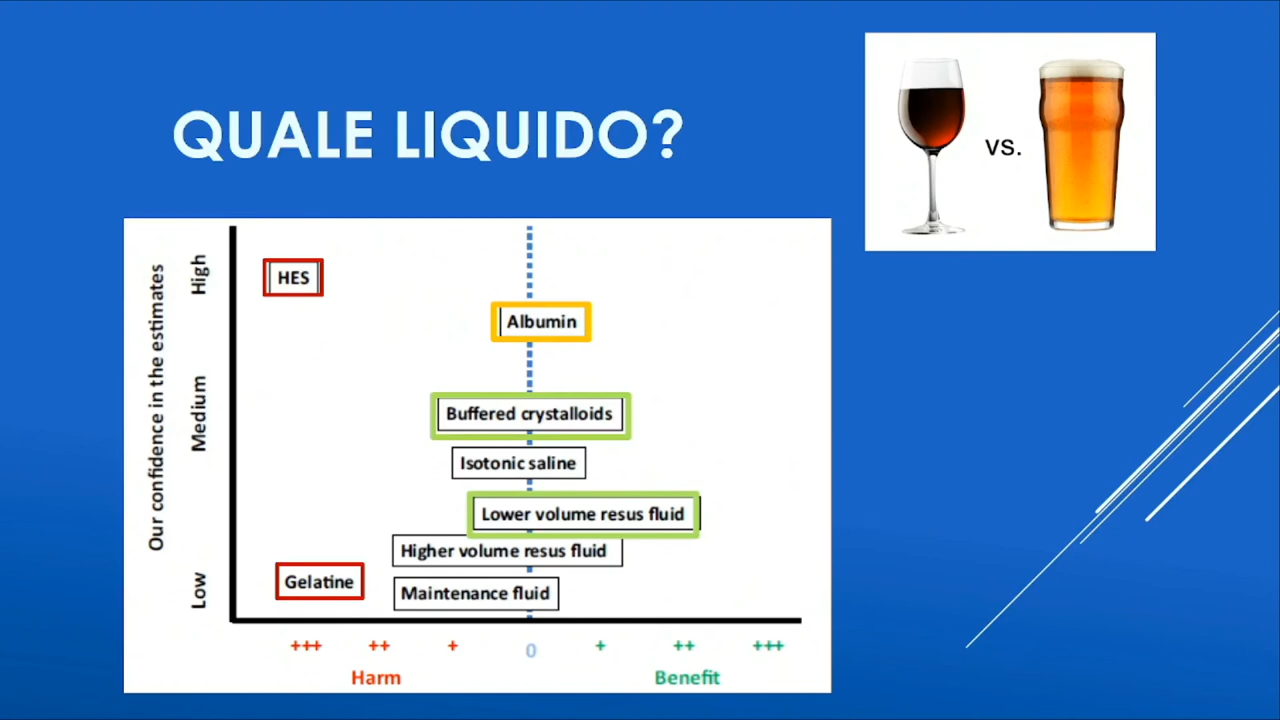 QUALE LIQUIDO?
VS.
Our confidence in the estimates
High
Medium
Low
HES
Albumin
Buffered crystalloids
Isotonic saline
Lower volume resus fluid
Higher volume resus fluid
Gelatine
Maintenance fluid
+++ ++ + 0 + ++ +++
Harm Benefit